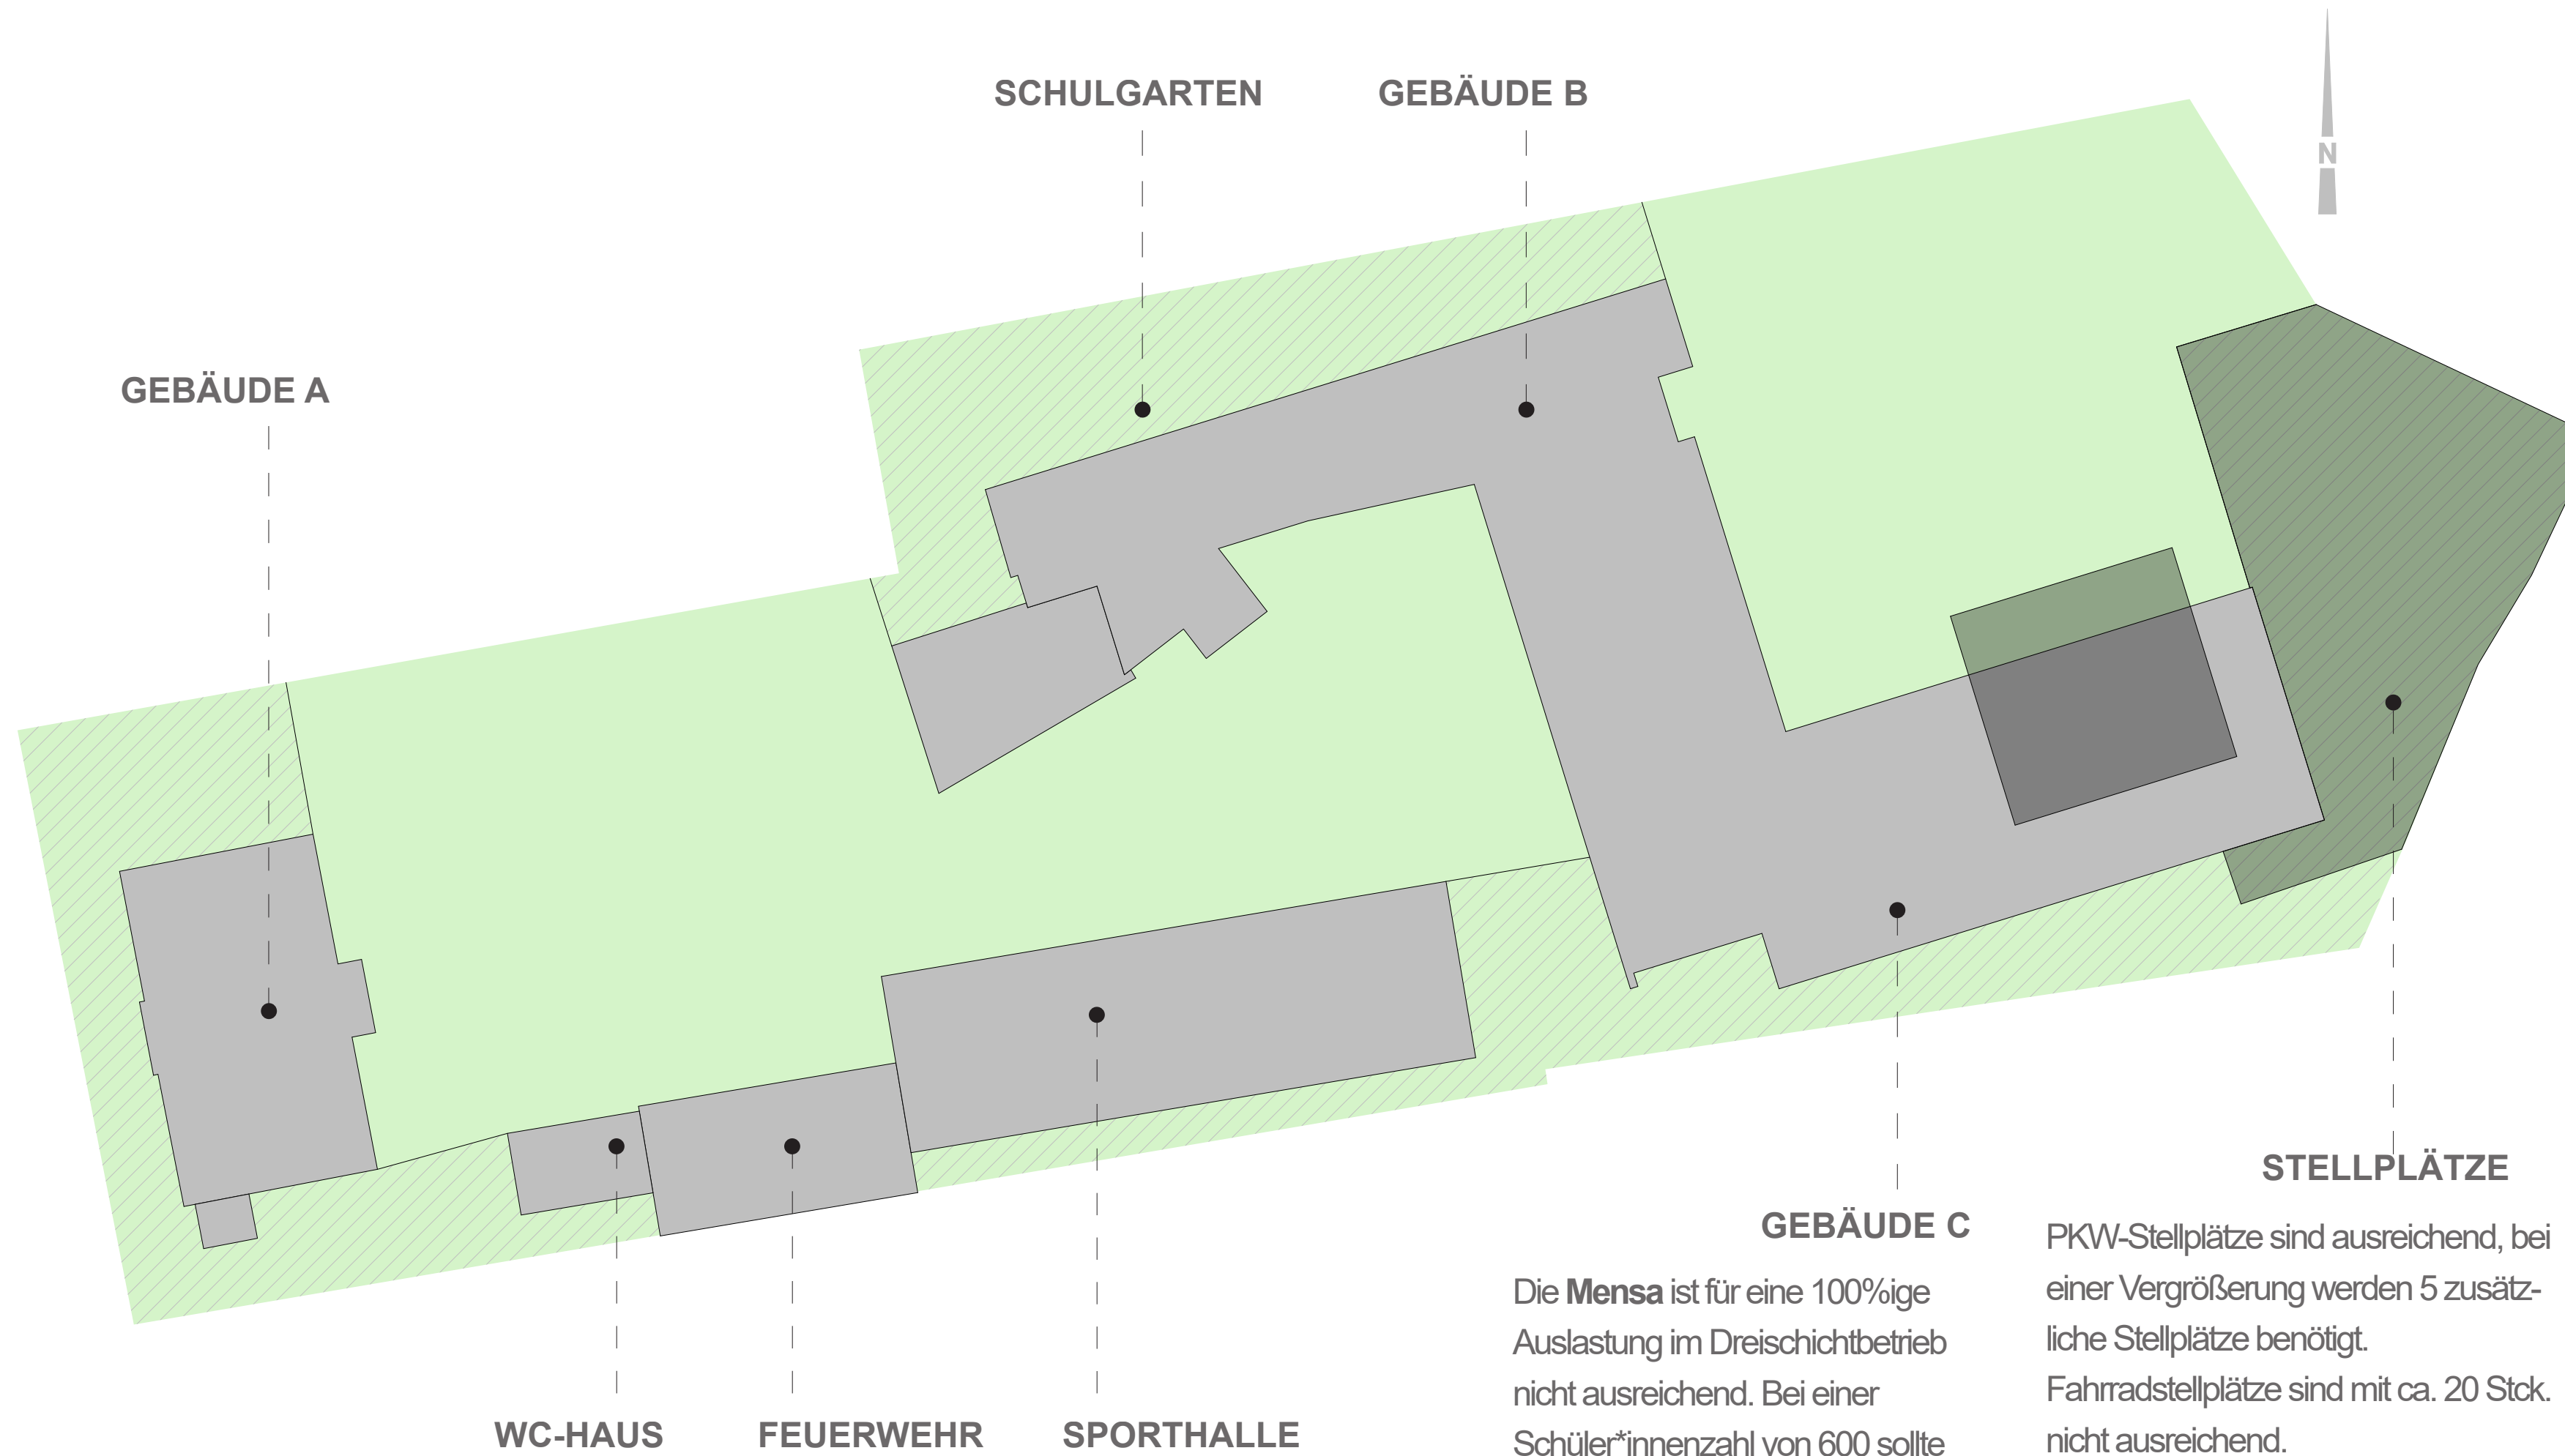 SCHULGARTEN
GEBÄUDE B
N
GEBÄUDE A
STELLPLÄTZE
PKW-Stellplätze sind ausreichend, bei
einer Vergrößerung werden 5 zusätz-
liche Stellplätze benötigt.
Fahrradstellplätze sind mit ca. 20 Stck.
nicht ausreichend.
GEBÄUDE C
Die Mensa ist für eine 100%ige
Auslastung im Dreischichtbetrieb
nicht ausreichend. Bei einer
Schüler*innenzahl von 600 sollte
WC-HAUS
FEUERWEHR
SPORTHALLE